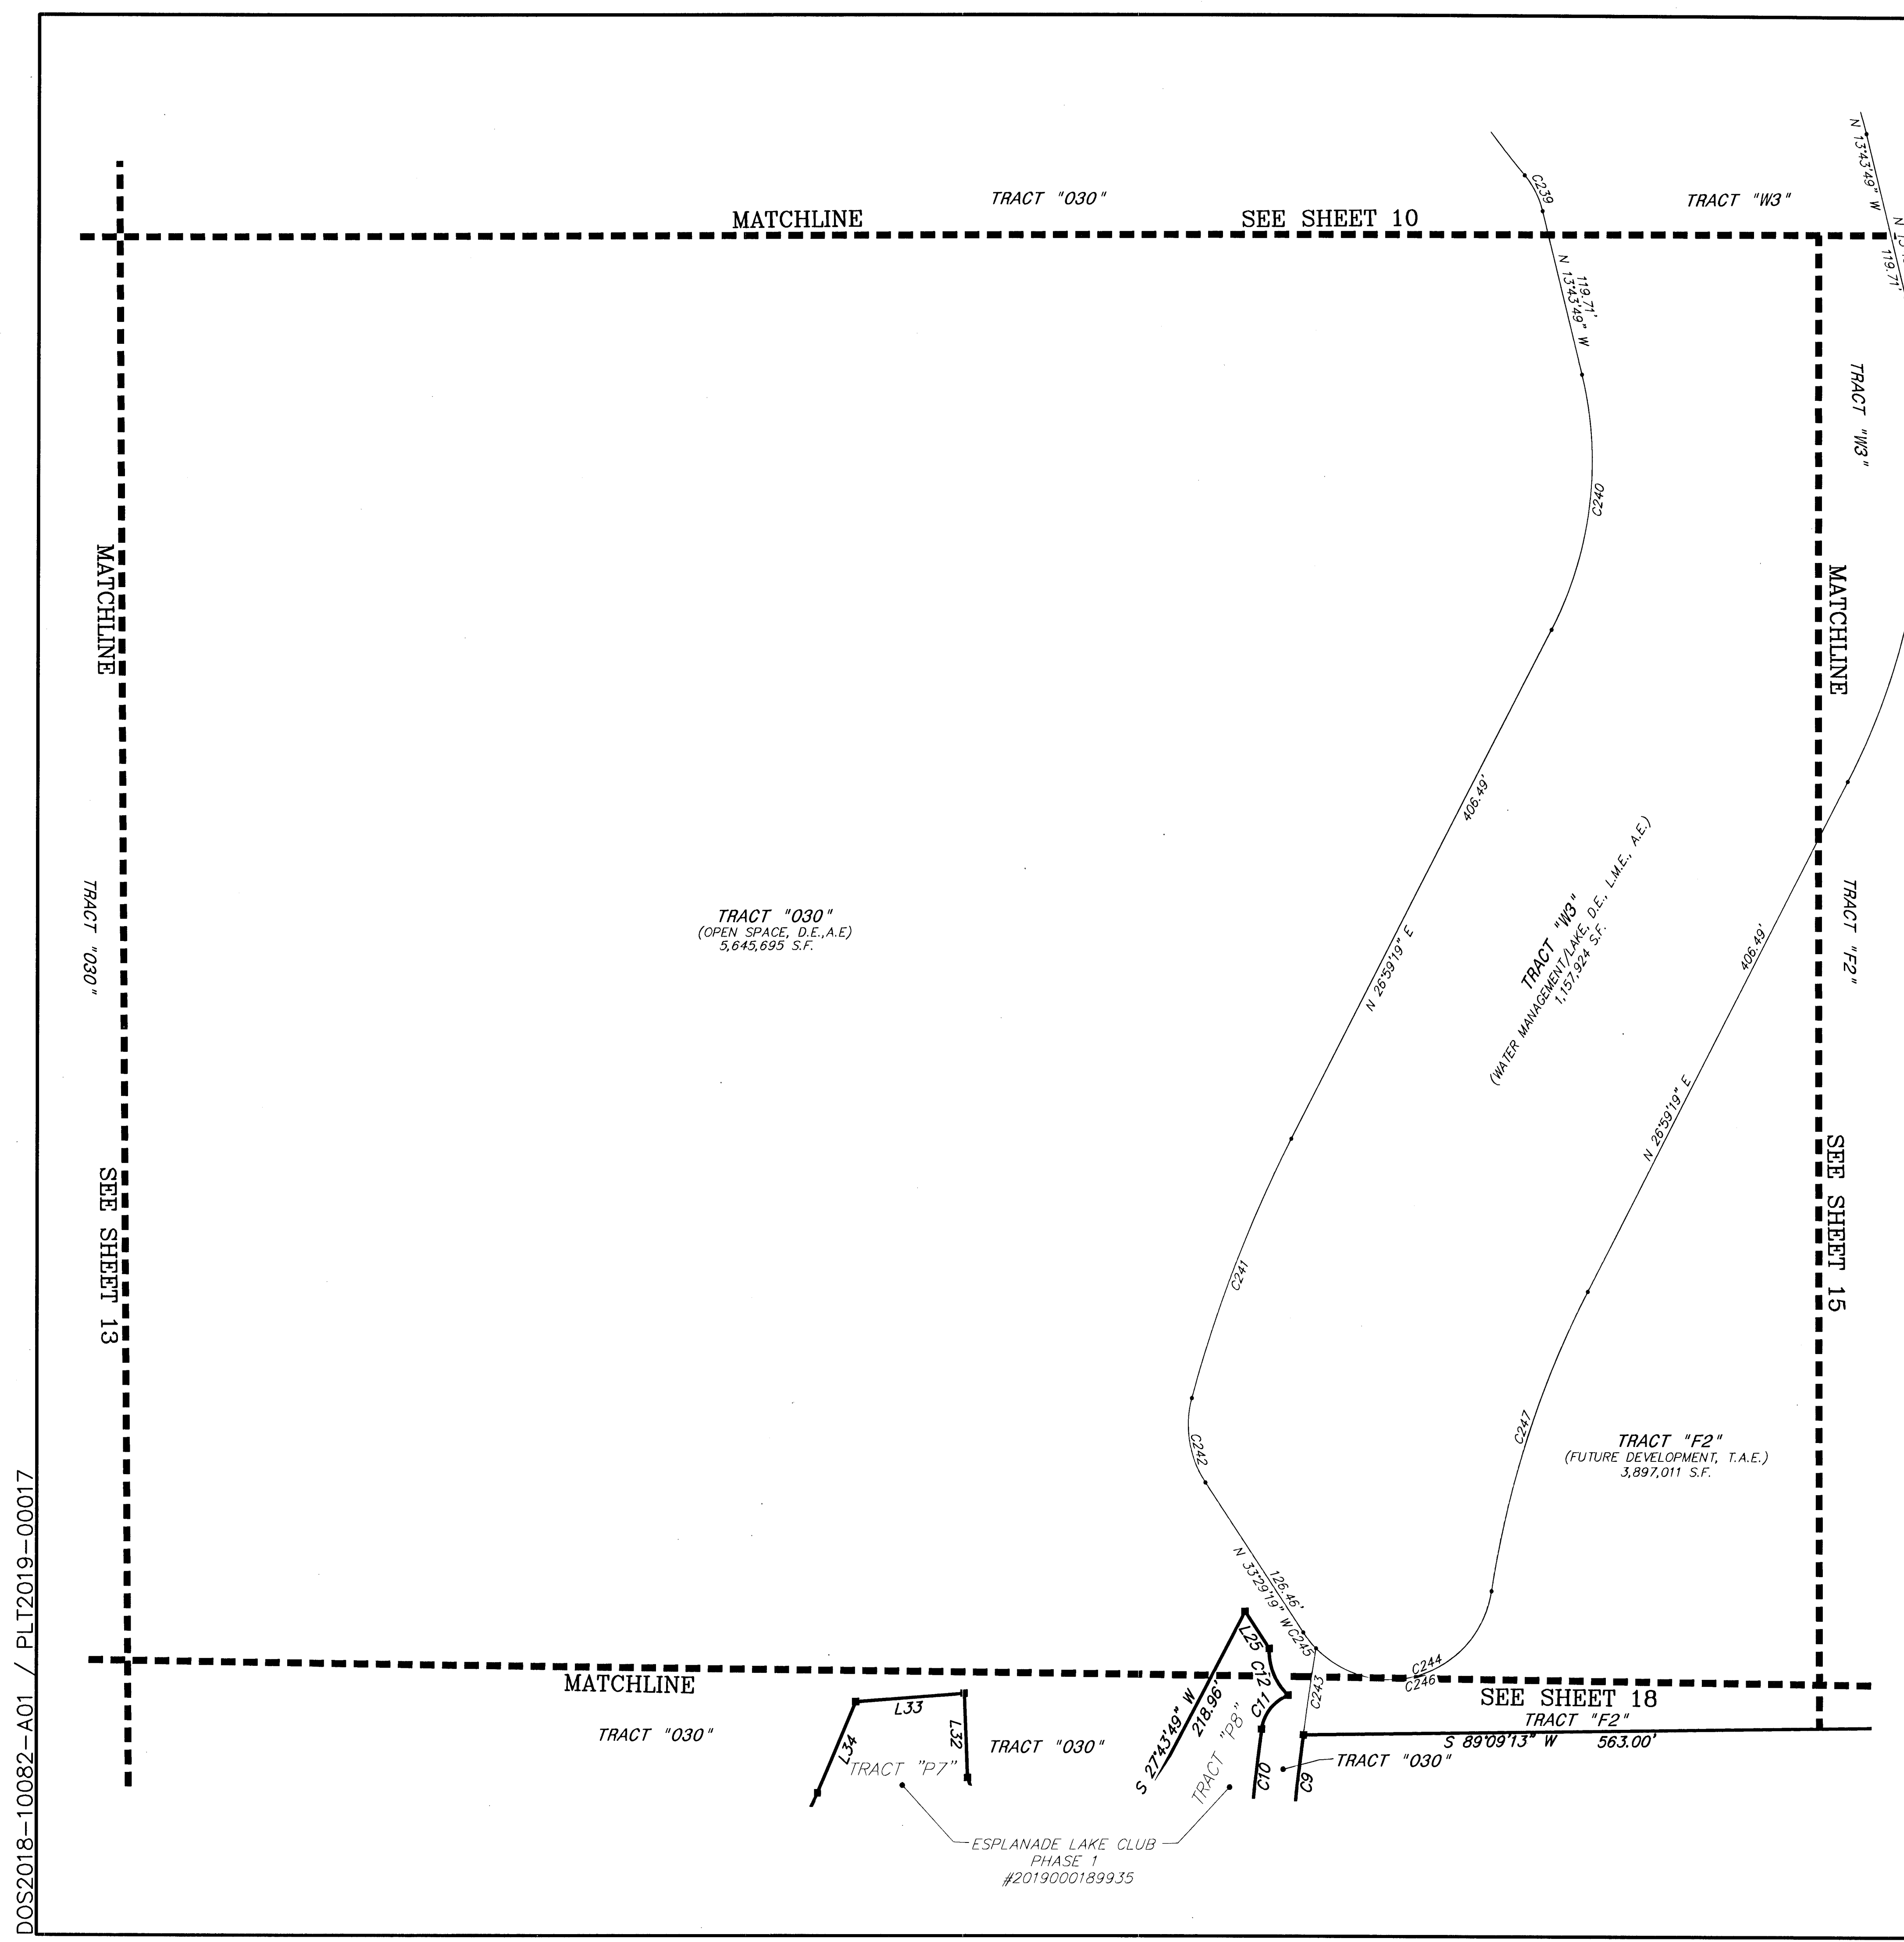 TRACT "030"
TRACT "W3"
C239
N 13°43'49" W
119.71'
MATCHLINE SEE SHEET 10
119.71'
N 13°43'49" W
TRACT "W3"
C240
MATCHLINE
MATCHLINE
406.49'
N 26°59'19" E
TRACT "W3"
(WATER MANAGEMENT/LAKE, D.E., L.M.E., A.E.)
1,157,924 S.F.
TRACT "030"
TRACT "030"
(OPEN SPACE, D.E.,A.E)
5,645,695 S.F.
TRACT "F2"
406.49'
N 26°59'19" E
SEE SHEET 13
SEE SHEET 15
C241
C242
C247
TRACT "F2"
(FUTURE DEVELOPMENT, T.A.E.)
3,897,011 S.F.
126.46'
N 33°29'19" W
C245
L25
C12
C11
C243
C244
C246
MATCHLINE
SEE SHEET 18
TRACT "F2"
S 89°09'13" W 563.00'
TRACT "030"
L33
L34
L32
TRACT "P7"
TRACT "030"
S 27°43'49" W
218.96'
TRACT "P8"
C10
C9
TRACT "030"
ESPLANADE LAKE CLUB
PHASE 1
#2019000189935
DOS2018-10082-A01 / PLT2019-00017